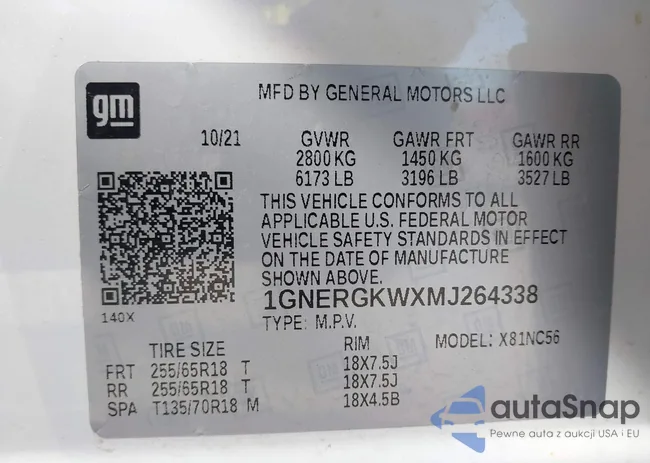 gm
MFD BY GENERAL MOTORS LLC
10/21 GVWR GAWR FRT GAWR RR
2800 KG 1450 KG 1600 KG
6173 LB 3196 LB 3527 LB
THIS VEHICLE CONFORMS TO ALL
APPLICABLE U.S. FEDERAL MOTOR
VEHICLE SAFETY STANDARDS IN EFFECT
ON THE DATE OF MANUFACTURE
SHOWN ABOVE.
1GNERGKWXMJ264338
140X
TYPE: M.P.V. MODEL: X81NC56
TIRE SIZE RIM
FRT 255/65R18 T 18X7.5J
RR 255/65R18 T 18X7.5J
SPA T135/70R18 M 18X4.5B
autaSnap
Pewne auta z aukcji USA i EU